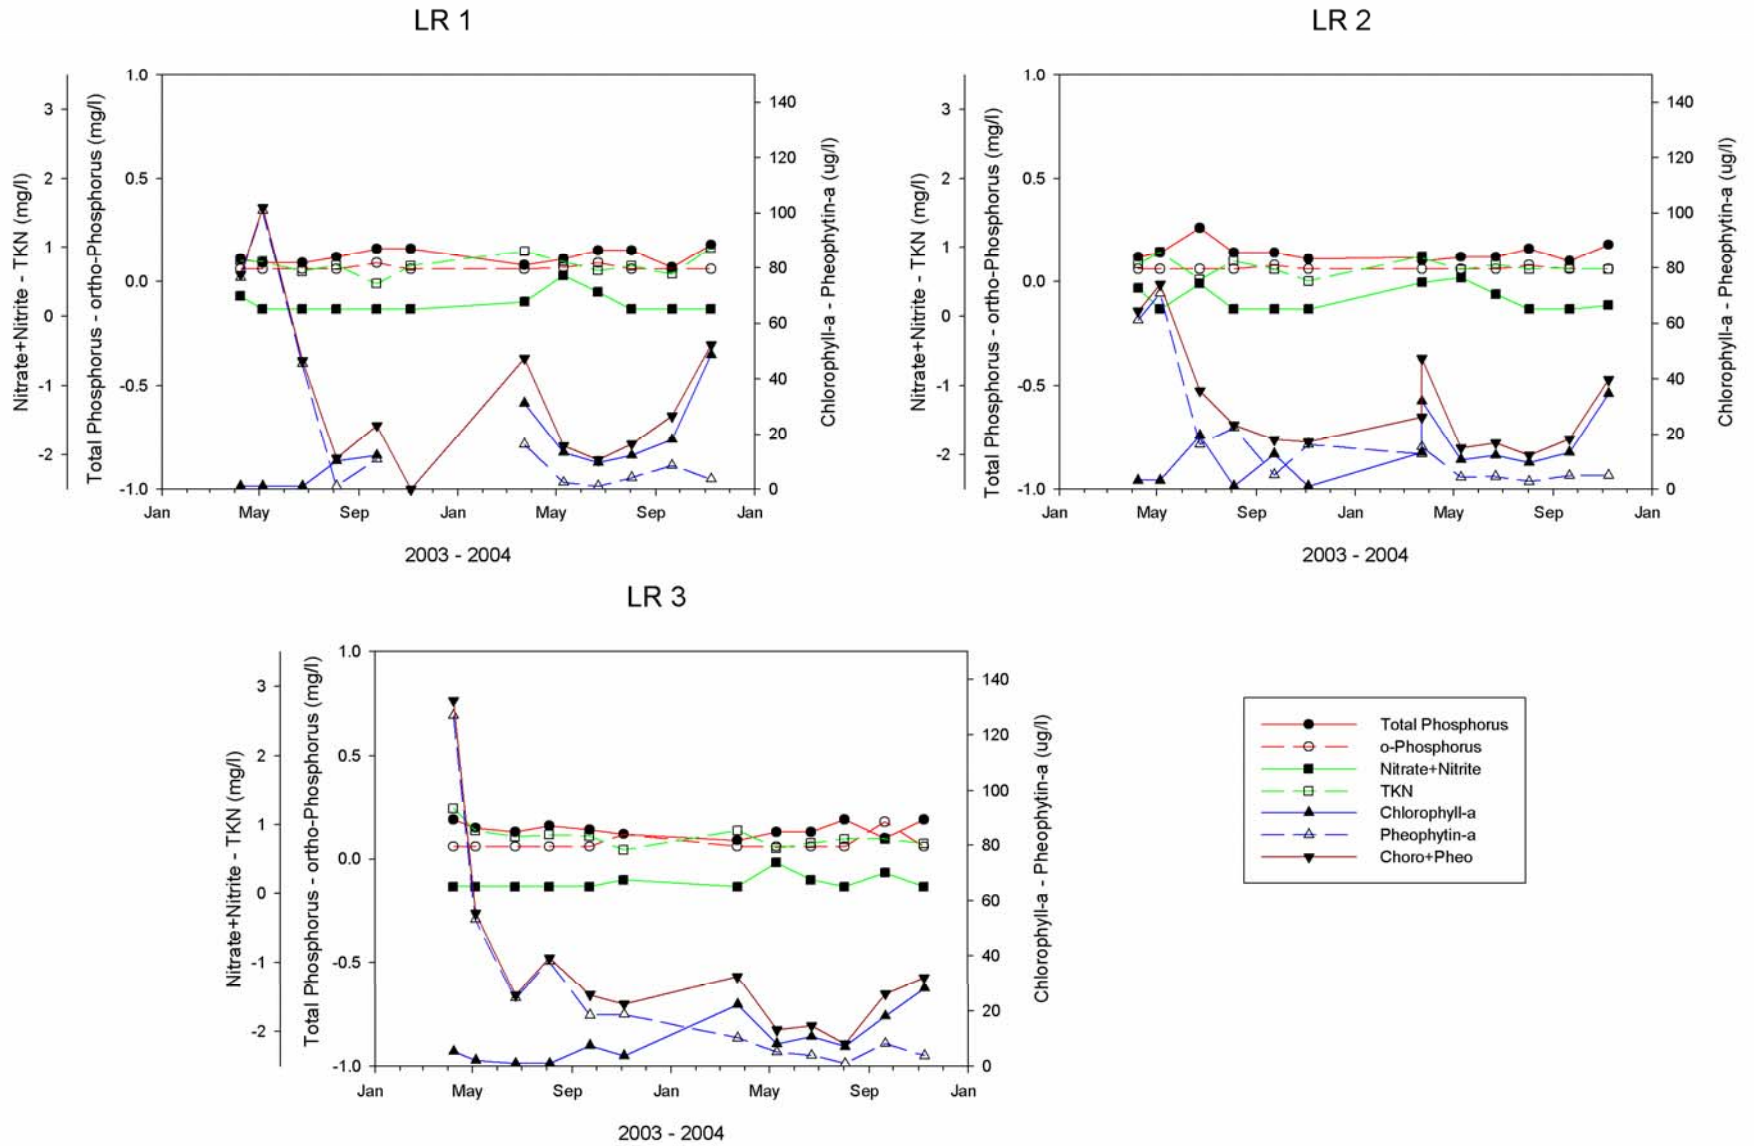 LR 1
LR 2
Nitrate+Nitrite - TKN (mg/l)
3
2
1
0
-1
-2
Total Phosphorus - ortho-Phosphorus (mg/l)
1.0
0.5
0.0
-0.5
-1.0
140
120
100
80
60
40
20
0
Chlorophyll-a - Pheophytin-a (ug/l)
Jan May Sep Jan May Sep Jan
2003 - 2004
Nitrate+Nitrite - TKN (mg/l)
3
2
1
0
-1
-2
Total Phosphorus - ortho-Phosphorus (mg/l)
1.0
0.5
0.0
-0.5
-1.0
140
120
100
80
60
40
20
0
Chlorophyll-a - Pheophytin-a (ug/l)
Jan May Sep Jan May Sep Jan
2003 - 2004
LR 3
Nitrate+Nitrite - TKN (mg/l)
3
2
1
0
-1
-2
Total Phosphorus - ortho-Phosphorus (mg/l)
1.0
0.5
0.0
-0.5
-1.0
140
120
100
80
60
40
20
0
Chlorophyll-a - Pheophytin-a (ug/l)
Jan May Sep Jan May Sep Jan
2003 - 2004
Total Phosphorus
o-Phosphorus
Nitrate+Nitrite
TKN
Chlorophyll-a
Pheophytin-a
Choro+Pheo